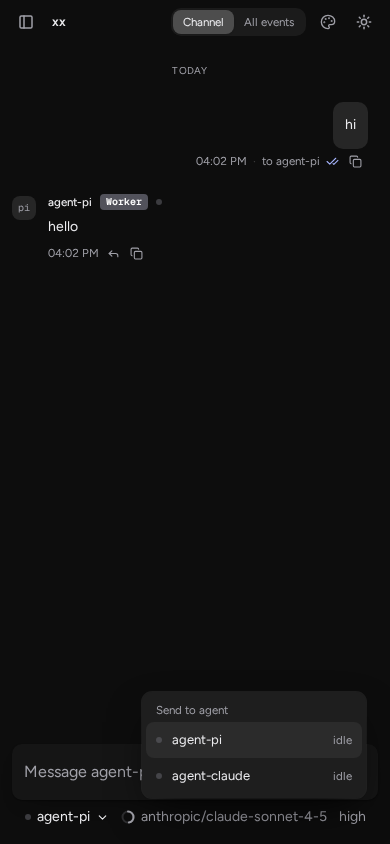 xx
Channel All events
TODAY
hi
04:02 PM · to agent-pi
pi agent-pi Worker
hello
04:02 PM
Send to agent
agent-pi idle
agent-claude idle
Message agent-p
agent-pi anthropic/claude-sonnet-4-5 high